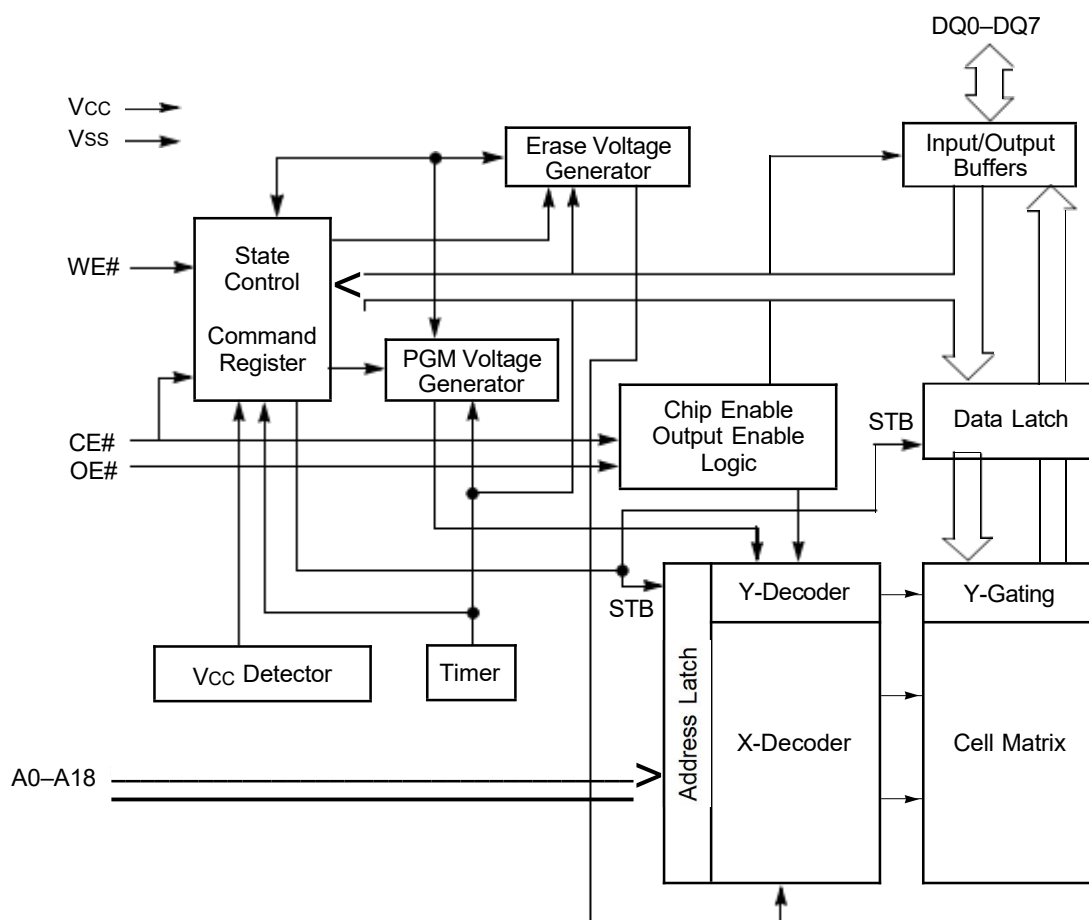 DQ0–DQ7
VCC
VSS
Erase Voltage
Generator
Input/Output
Buffers
WE#
State
Control
Command
Register
PGM Voltage
Generator
Chip Enable
Output Enable
Logic
STB
Data Latch
CE#
OE#
STB
Y-Decoder
Y-Gating
VCC Detector
Timer
Address Latch
X-Decoder
Cell Matrix
A0–A18